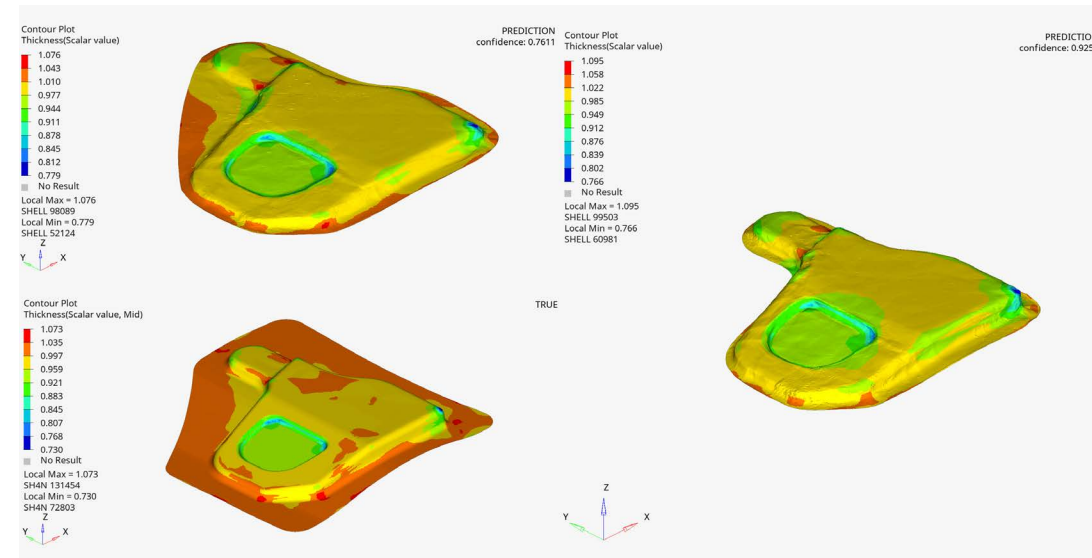 Contour Plot
Thickness(Scalar value)
1.076
1.043
1.010
0.977
0.944
0.911
0.878
0.845
0.812
0.779
No Result
Local Max = 1.076
SHELL 98089
Local Min = 0.779
SHELL 52124
Z
Y X
PREDICTION
confidence: 0.7611
Contour Plot
Thickness(Scalar value)
1.095
1.058
1.022
0.985
0.949
0.912
0.876
0.839
0.802
0.766
No Result
Local Max = 1.095
SHELL 99503
Local Min = 0.766
SHELL 60981
PREDICTIO
confidence: 0.925
Contour Plot
Thickness(Scalar value, Mid)
1.073
1.035
0.997
0.959
0.921
0.883
0.845
0.807
0.768
0.730
No Result
Local Max = 1.073
SH4N 131454
Local Min = 0.730
SH4N 72803
Z
Y X
TRUE
Z
Y X